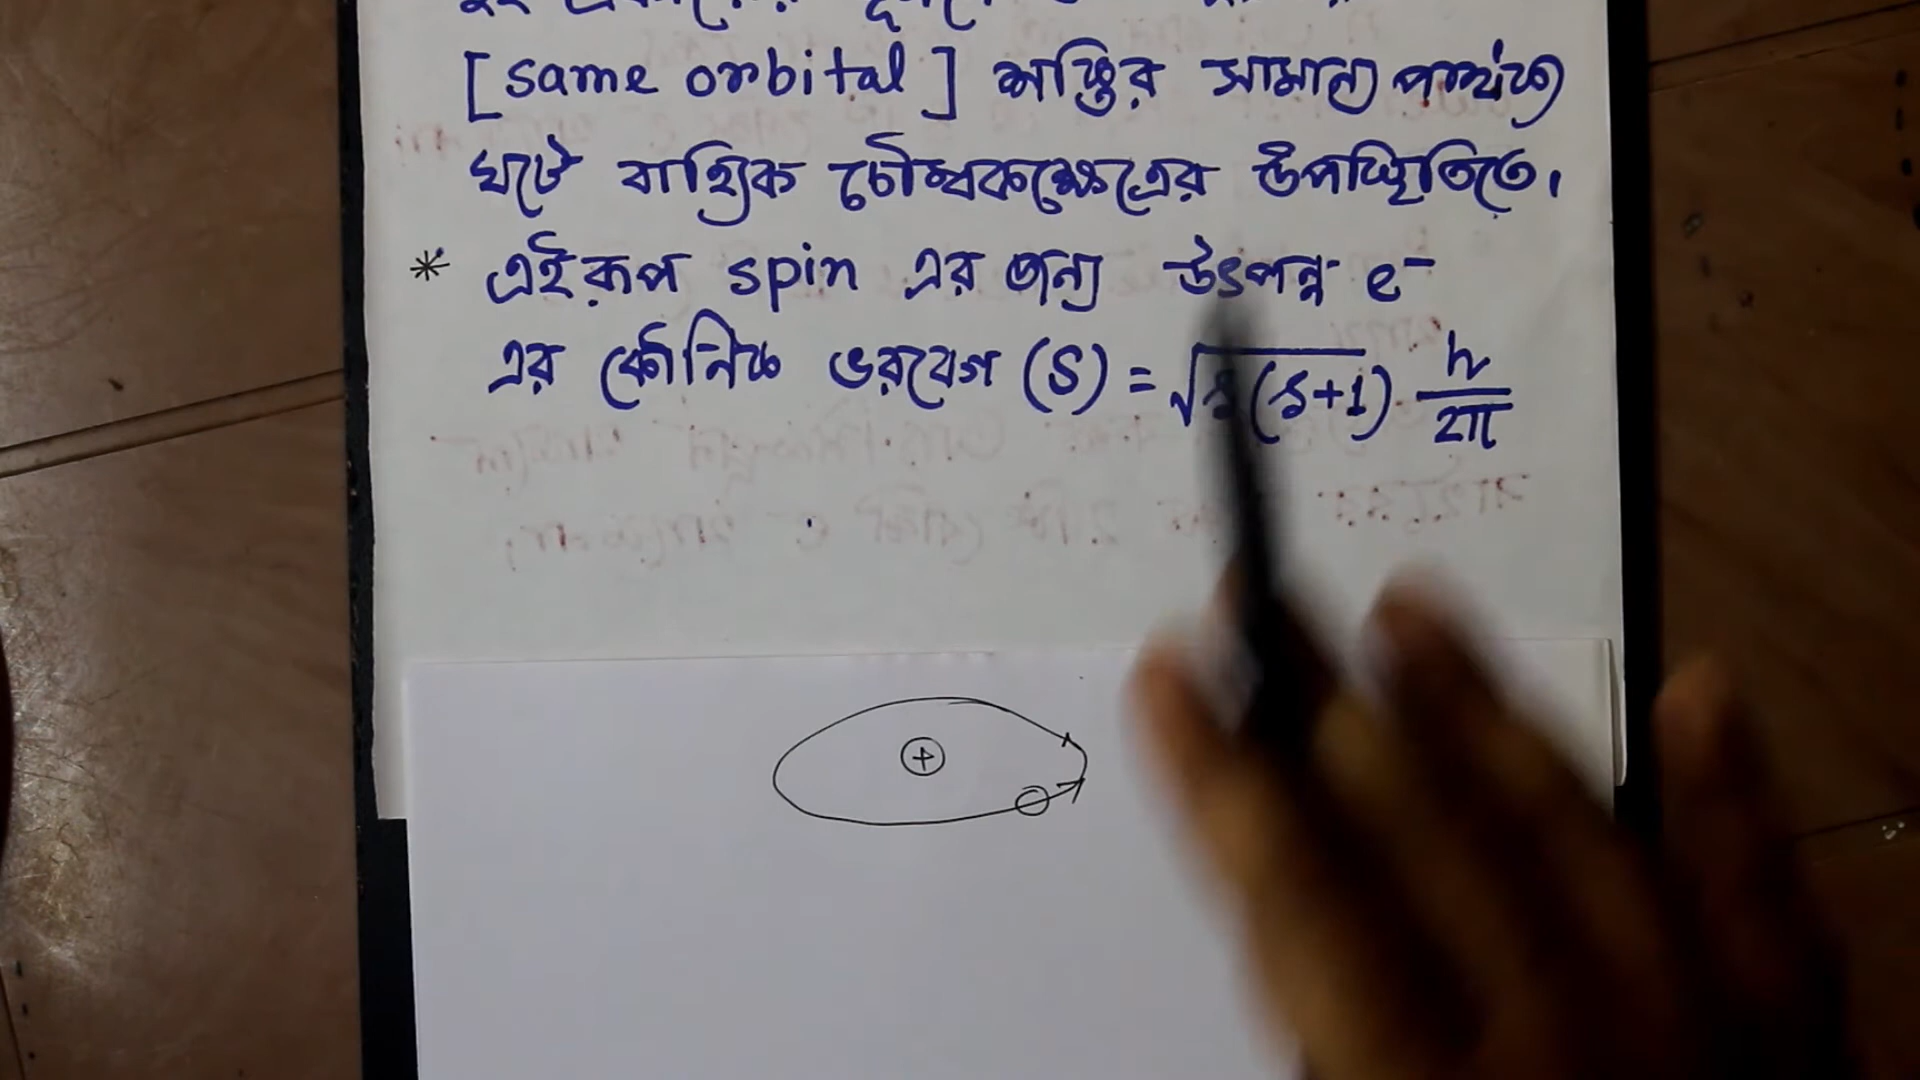 [same orbital] শক্তির সামান্য পার্থক্য
ঘটে বাহ্যিক চৌম্বকক্ষেত্রের উপস্থিতিতে।
* এইরূপ spin এর জন্য উৎপন্ন e⁻
এর কৌনিক ভরবেগ (S) = √s(s+1) h/2π
+